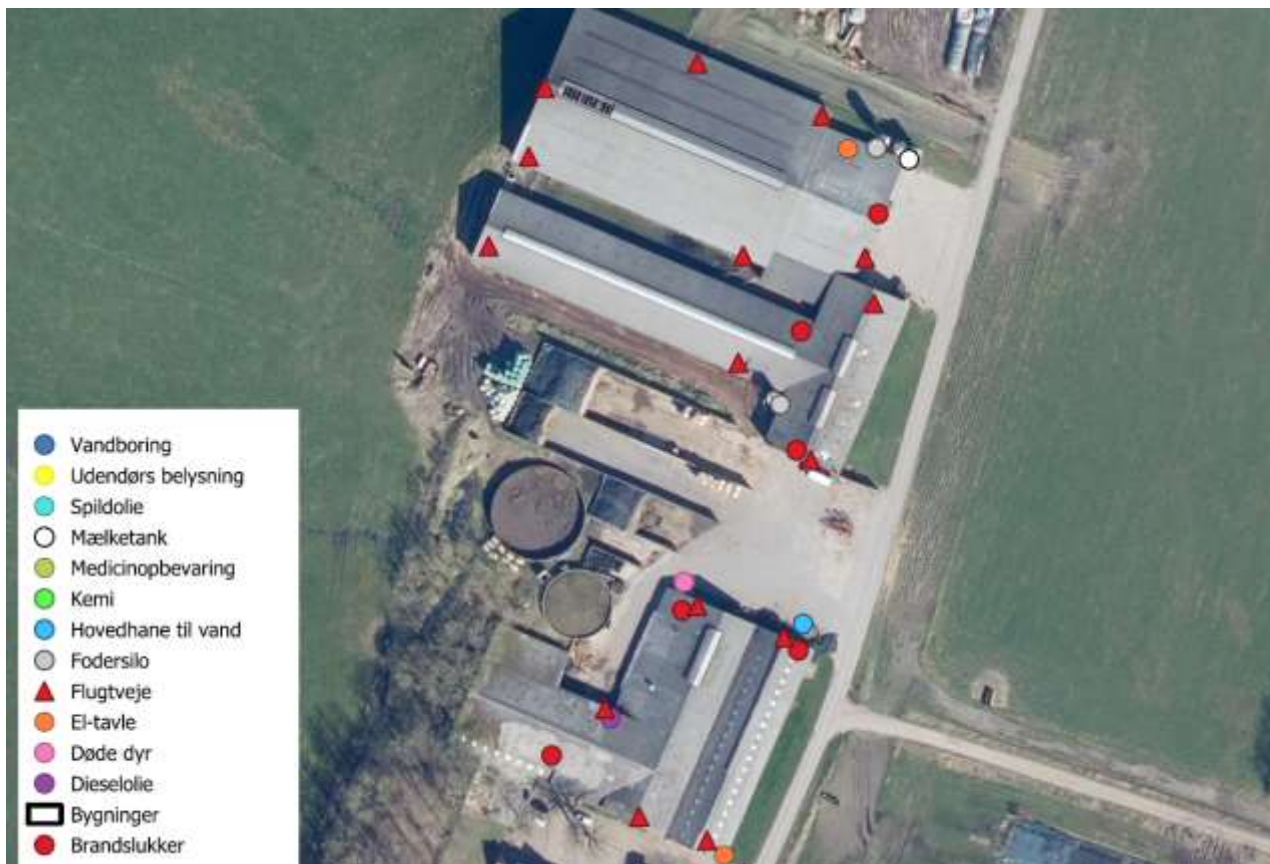 Vandboring
Udendørs belysning
Spildolie
Mælketank
Medicinopbevaring
Kemi
Hovedhane til vand
Fodersilo
Flugtveje
El-tavle
Døde dyr
Dieselolie
Bygninger
Brandslukker